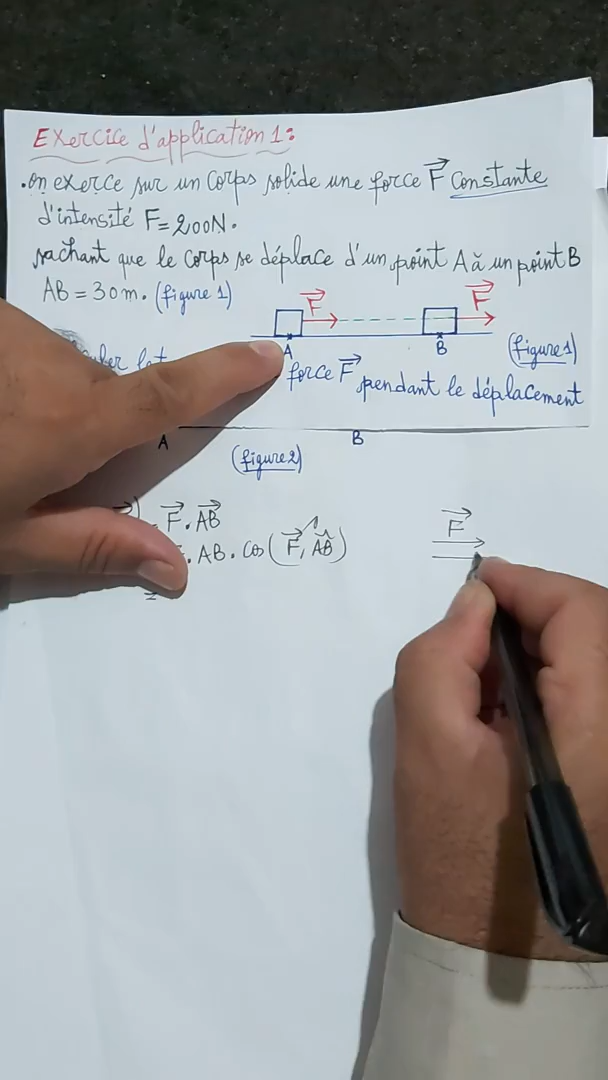 Exercice d'application 1:
.on exerce sur un corps solide une force F constante
d'intensité F=200N.
sachant que le corps se déplace d'un point A à un point B
AB = 30m. (figure 1)
F F
A B (figure 1)
force F pendant le déplacement
A B
(figure 2)
F. AB
AB. cos (F, AB)
=
F